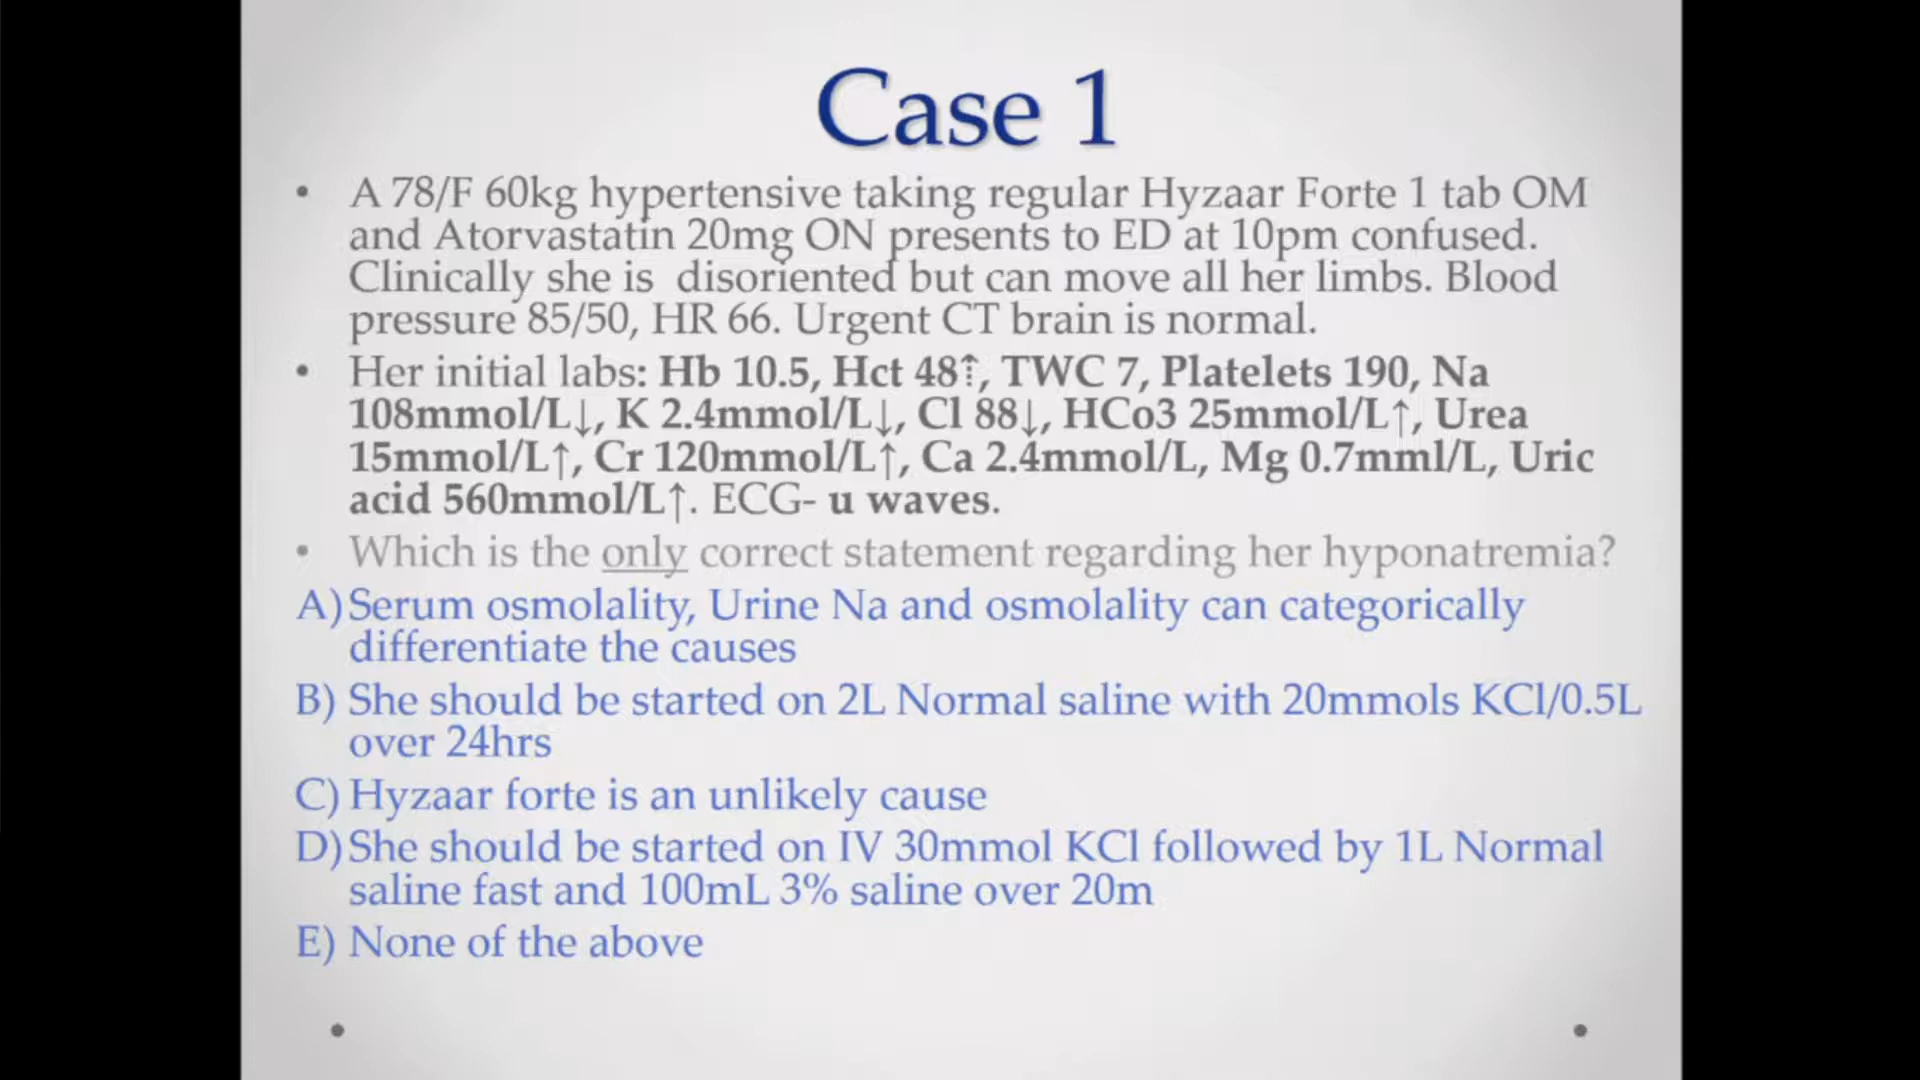 Case 1
• A 78/F 60kg hypertensive taking regular Hyzaar Forte 1 tab OM
and Atorvastatin 20mg ON presents to ED at 10pm confused.
Clinically she is disoriented but can move all her limbs. Blood
pressure 85/50, HR 66. Urgent CT brain is normal.
• Her initial labs: Hb 10.5, Hct 48⇡, TWC 7, Platelets 190, Na
108mmol/L↓, K 2.4mmol/L↓, Cl 88↓, HCo3 25mmol/L↑, Urea
15mmol/L↑, Cr 120mmol/L↑, Ca 2.4mmol/L, Mg 0.7mml/L, Uric
acid 560mmol/L↑. ECG- u waves.
• Which is the only correct statement regarding her hyponatremia?
A) Serum osmolality, Urine Na and osmolality can categorically
differentiate the causes
B) She should be started on 2L Normal saline with 20mmols KCl/0.5L
over 24hrs
C) Hyzaar forte is an unlikely cause
D) She should be started on IV 30mmol KCl followed by 1L Normal
saline fast and 100mL 3% saline over 20m
E) None of the above